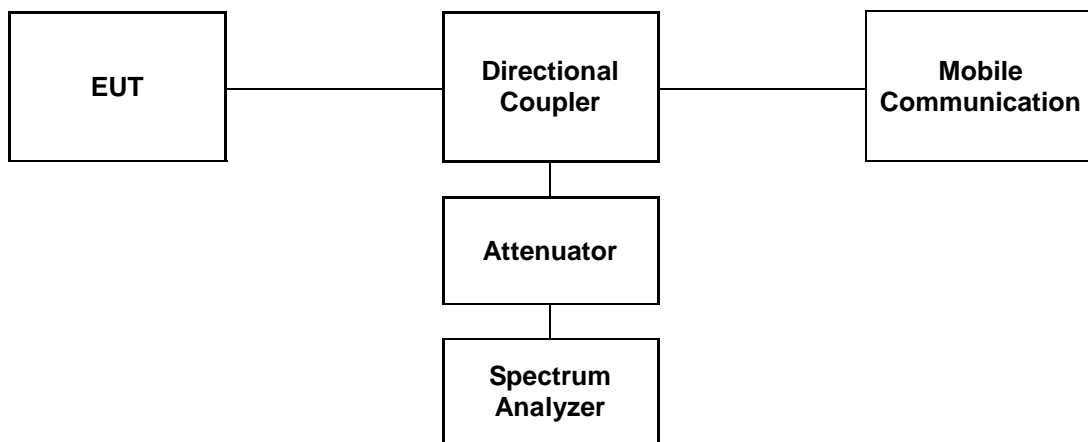 EUT
Directional
Coupler
Mobile
Communication
Attenuator
Spectrum
Analyzer